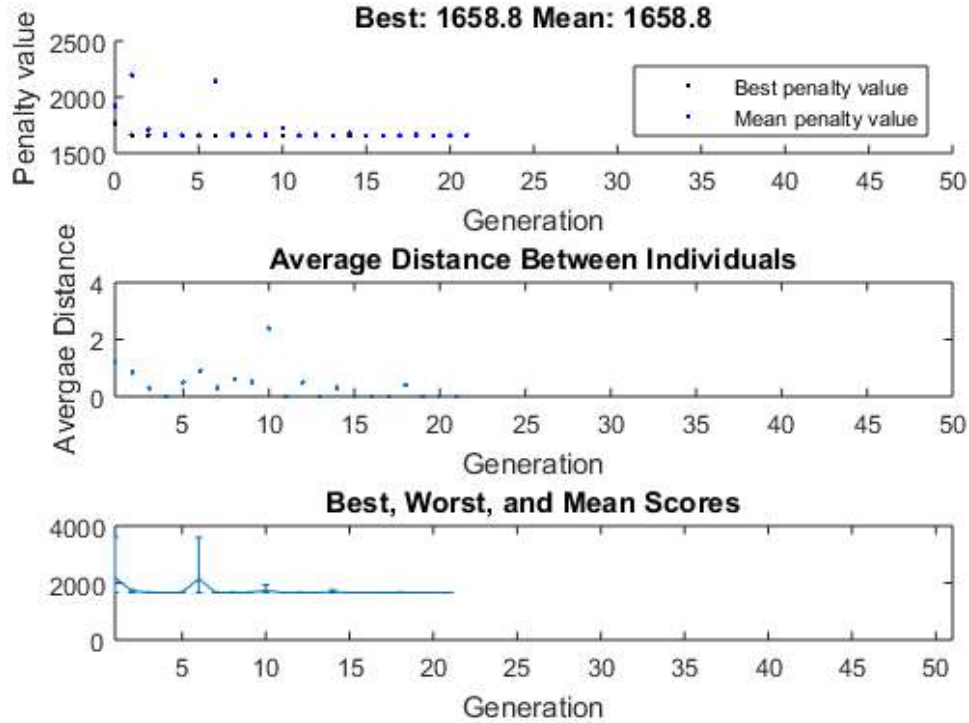 Best: 1658.8 Mean: 1658.8
Penalty value
2500
2000
1500
Best penalty value
Mean penalty value
0 5 10 15 20 25 30 35 40 45 50
Generation
Average Distance Between Individuals
Avergae Distance
4
2
0
5 10 15 20 25 30 35 40 45 50
Generation
Best, Worst, and Mean Scores
4000
2000
0
5 10 15 20 25 30 35 40 45 50
Generation